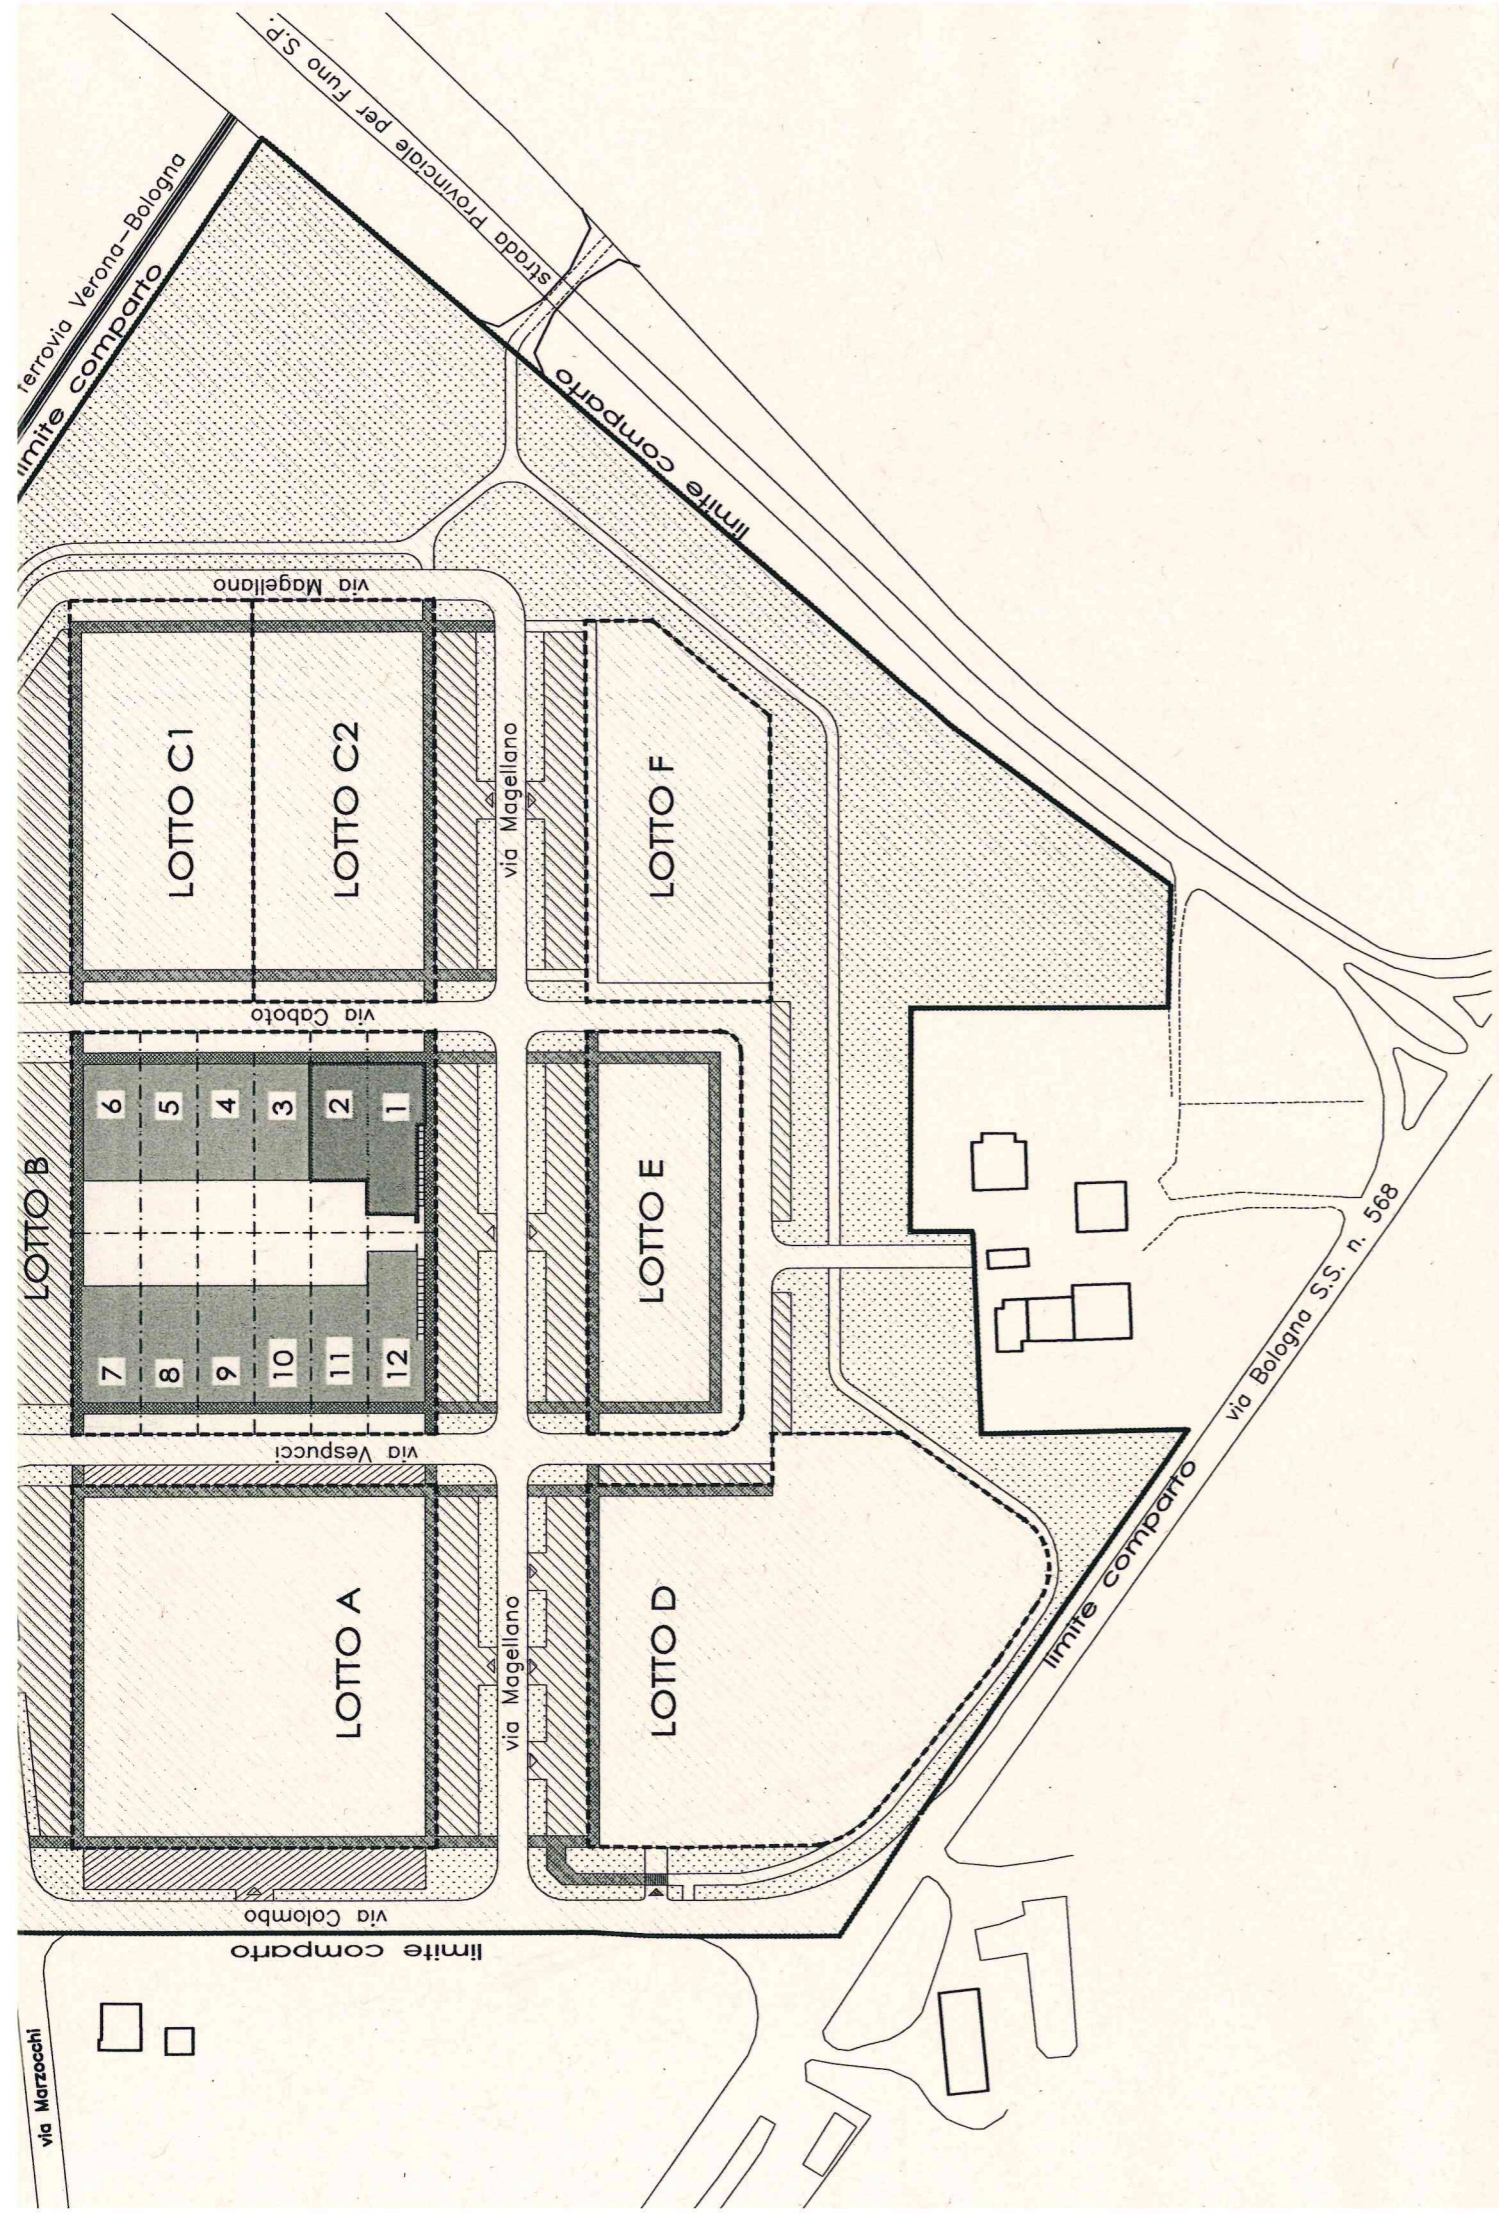 strada Provinciale per Funo S.P.
ferrovia Verona-Bologna
limite comparto
limite comparto
via Magellano
LOTTO C1
LOTTO C2
via Magellano
LOTTO F
via Caboto
LOTTO B
6
5
4
3
2
1
7
8
9
10
11
12
LOTTO E
via Bologna S.S. n. 568
via Vespucci
LOTTO A
via Magellano
LOTTO D
limite comparto
via Colombo
limite comparto
via Marzocchi